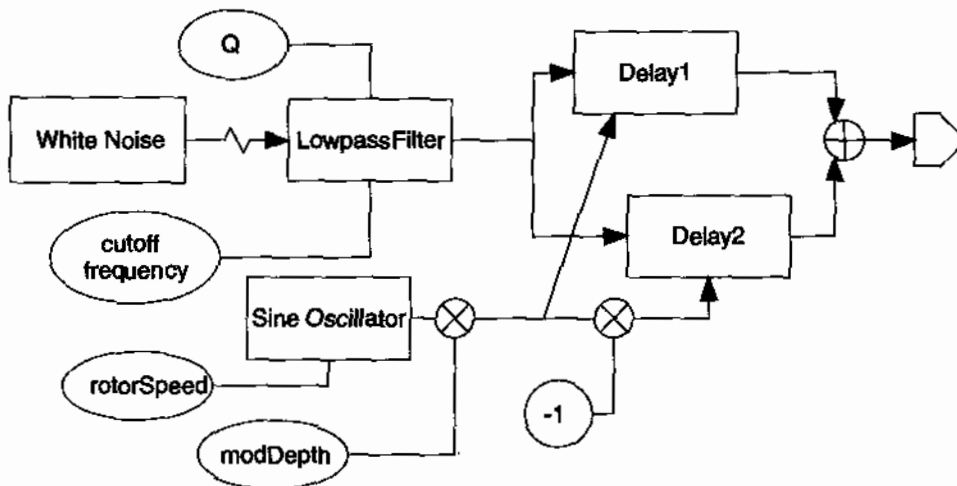 Q
Delay1
White Noise
LowpassFilter
cutoff
frequency
Delay2
Sine Oscillator
rotorSpeed
-1
modDepth